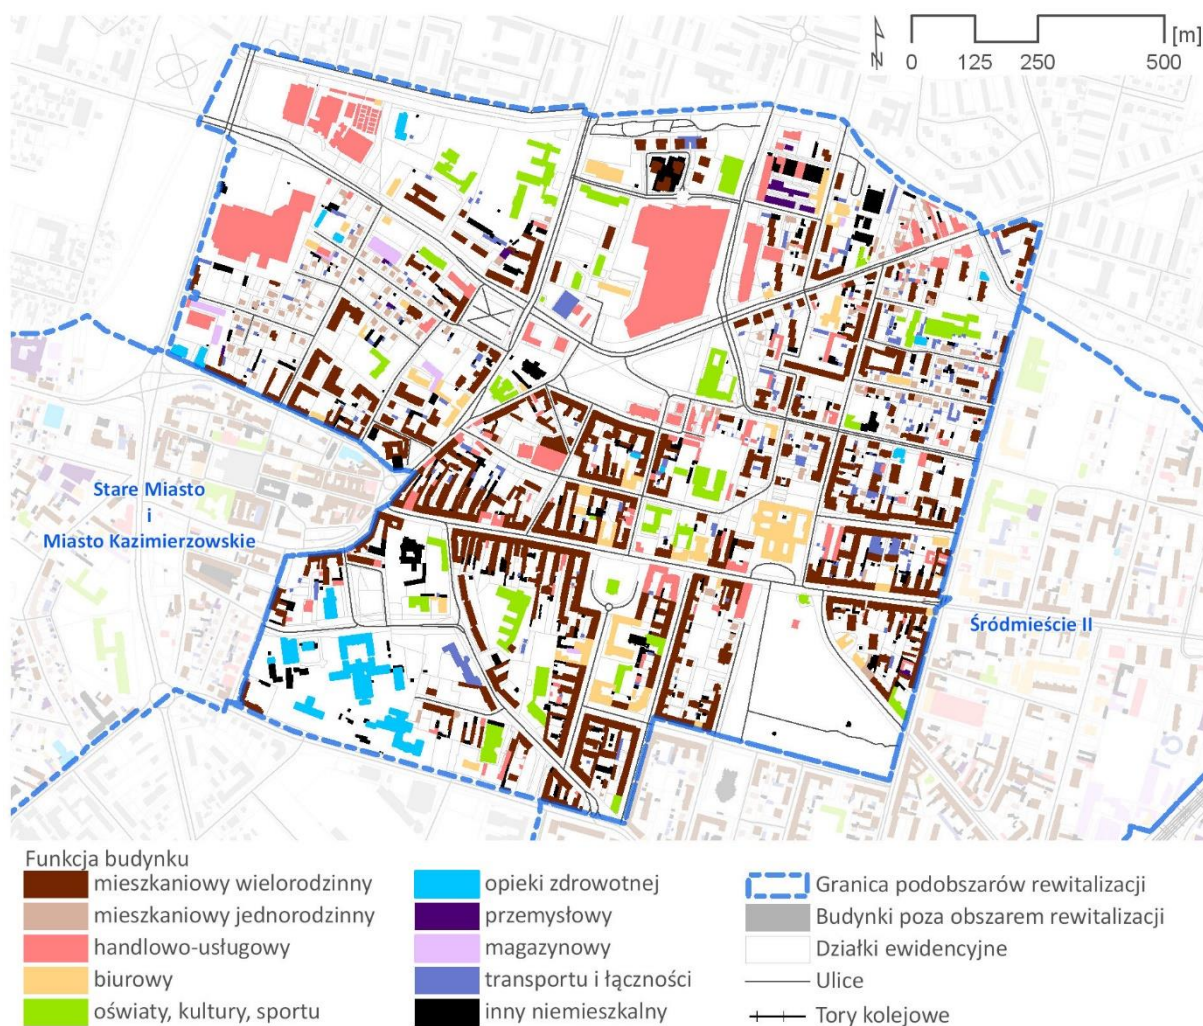 N
[m]
0 125 250 500
Stare Miasto
i
Miasto Kazimierzowskie
Śródmieście II
Funkcja budynku
mieszkaniowy wielorodzinny
mieszkaniowy jednorodzinny
handlowo-usługowy
biurowy
oświaty, kultury, sportu
opieki zdrowotnej
przemysłowy
magazynowy
transportu i łączności
inny niemieszkalny
Granica podobszarów rewitalizacji
Budynki poza obszarem rewitalizacji
Działki ewidencyjne
Ulice
Tory kolejowe